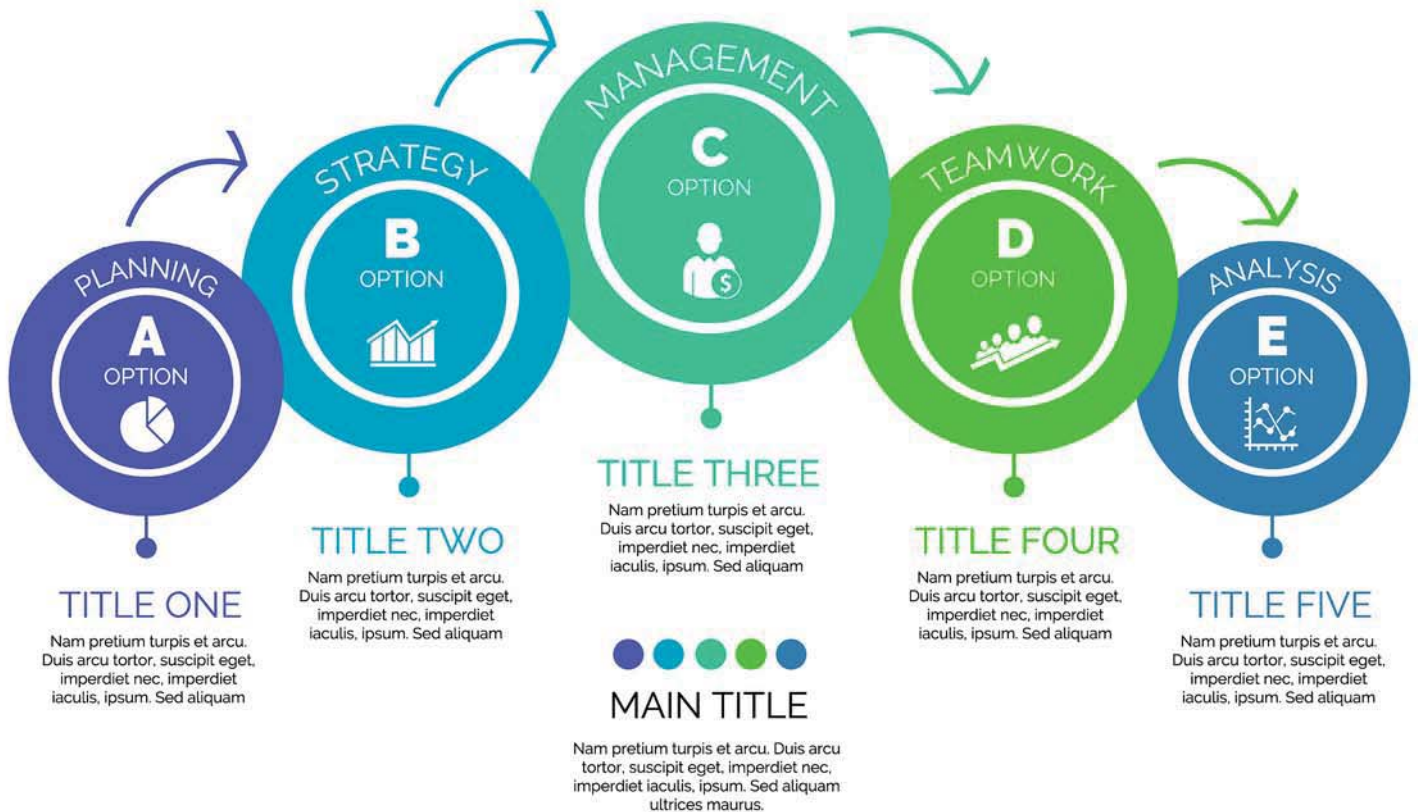 PLANNING
A
OPTION
TITLE ONE
Nam pretium turpis et arcu.
Duis arcu tortor, suscipit eget,
imperdiet nec, imperdiet
iaculis, ipsum. Sed aliquam
STRATEGY
B
OPTION
TITLE TWO
Nam pretium turpis et arcu.
Duis arcu tortor, suscipit eget,
imperdiet nec, imperdiet
iaculis, ipsum. Sed aliquam
MANAGEMENT
C
OPTION
$
TITLE THREE
Nam pretium turpis et arcu.
Duis arcu tortor, suscipit eget,
imperdiet nec, imperdiet
iaculis, ipsum. Sed aliquam
TEAMWORK
D
OPTION
TITLE FOUR
Nam pretium turpis et arcu.
Duis arcu tortor, suscipit eget,
imperdiet nec, imperdiet
iaculis, ipsum. Sed aliquam
ANALYSIS
E
OPTION
TITLE FIVE
Nam pretium turpis et arcu.
Duis arcu tortor, suscipit eget,
imperdiet nec, imperdiet
iaculis, ipsum. Sed aliquam
MAIN TITLE
Nam pretium turpis et arcu. Duis arcu
tortor, suscipit eget, imperdiet nec,
imperdiet iaculis, ipsum. Sed aliquam
ultrices maurus.